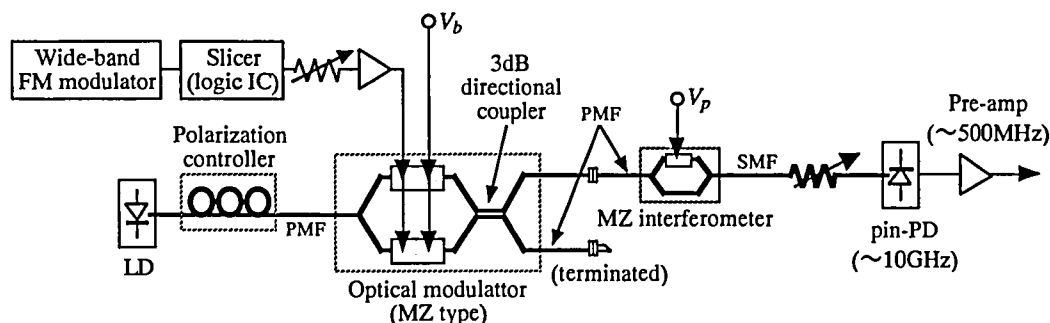 Wide-band
FM modulator
Slicer
(logic IC)
V_b
3dB
directional
coupler
PMF
V_p
Pre-amp
(～500MHz)
Polarization
controller
SMF
MZ interferometer
PMF
LD
(terminated)
pin-PD
(～10GHz)
Optical modulattor
(MZ type)